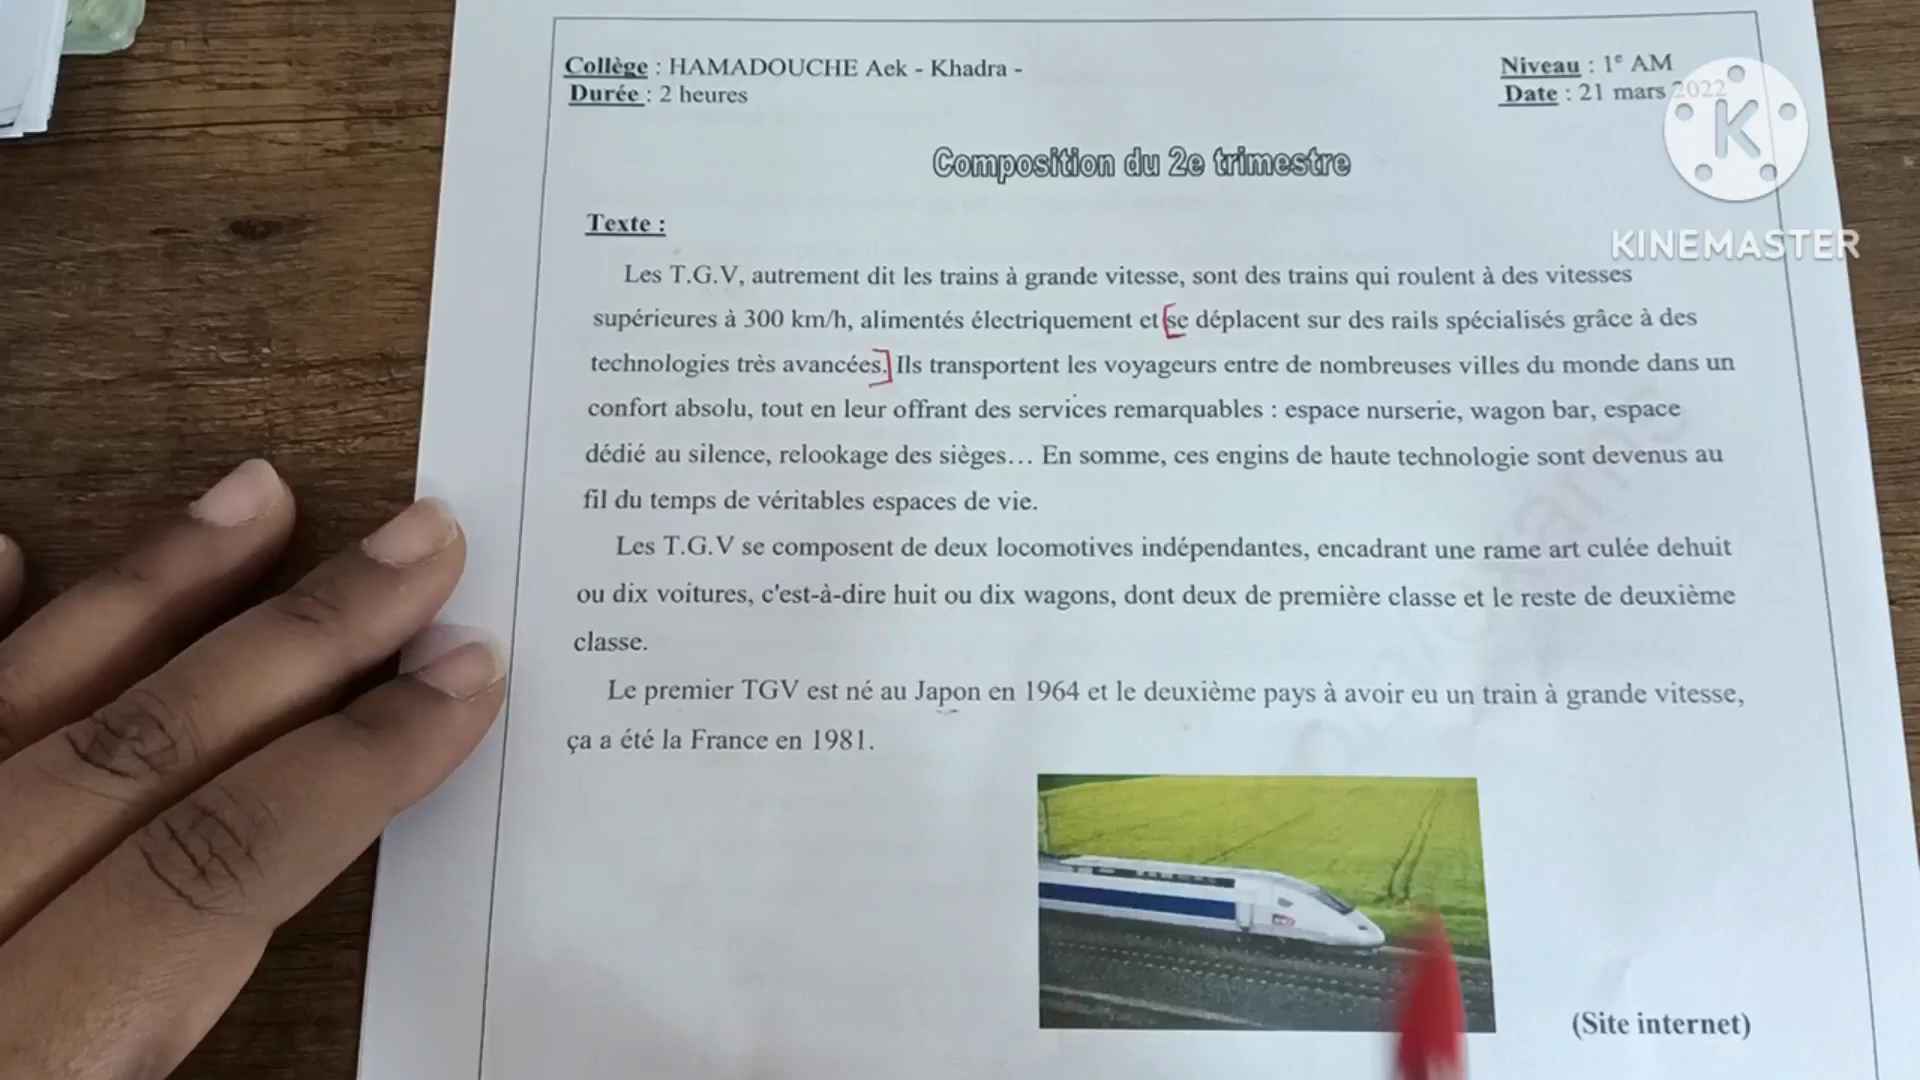 Collège : HAMADOUCHE Aek - Khadra -
Niveau : 1e AM
Durée : 2 heures
Date : 21 mars 2022
K
KINEMASTER
Composition du 2e trimestre
Texte :
Les T.G.V, autrement dit les trains à grande vitesse, sont des trains qui roulent à des vitesses
supérieures à 300 km/h, alimentés électriquement et [se déplacent sur des rails spécialisés grâce à des
technologies très avancées.] Ils transportent les voyageurs entre de nombreuses villes du monde dans un
confort absolu, tout en leur offrant des services remarquables : espace nurserie, wagon bar, espace
dédié au silence, relookage des sièges… En somme, ces engins de haute technologie sont devenus au
fil du temps de véritables espaces de vie.
Les T.G.V se composent de deux locomotives indépendantes, encadrant une rame art culée dehuit
ou dix voitures, c'est-à-dire huit ou dix wagons, dont deux de première classe et le reste de deuxième
classe.
Le premier TGV est né au Japon en 1964 et le deuxième pays à avoir eu un train à grande vitesse,
ça a été la France en 1981.
(Site internet)